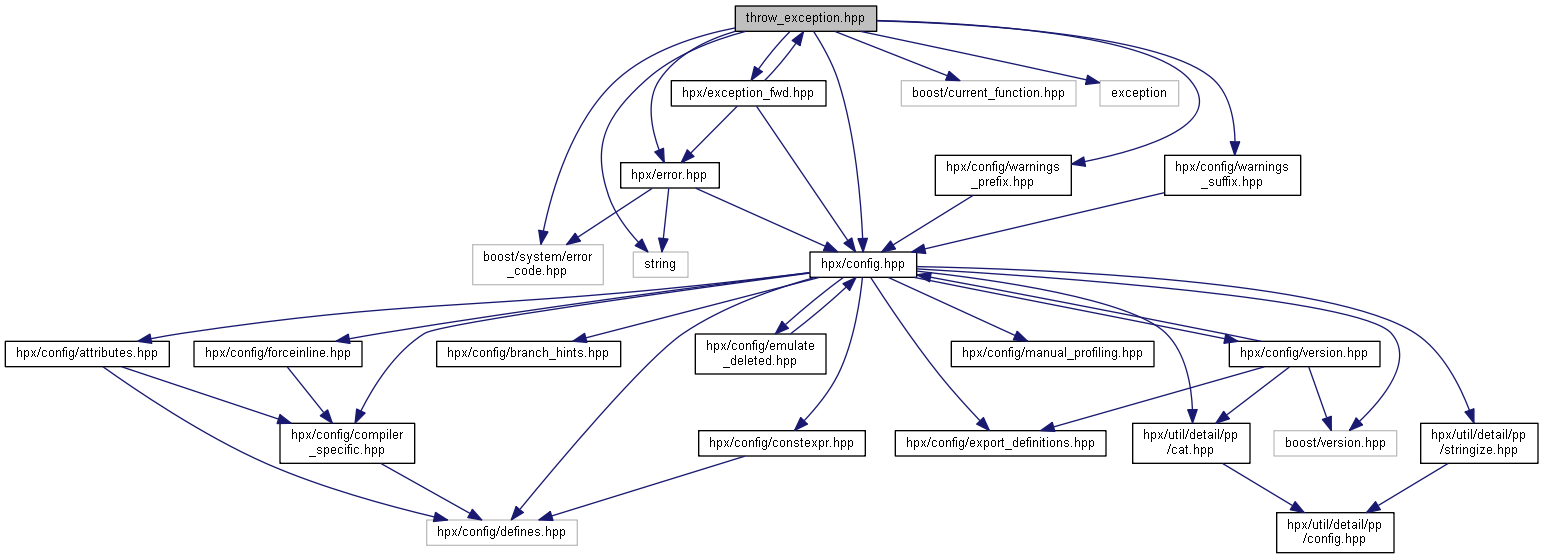 throw_exception.hpp
hpx/exception_fwd.hpp
boost/current_function.hpp
exception
hpx/error.hpp
hpx/config/warnings
_prefix.hpp
hpx/config/warnings
_suffix.hpp
boost/system/error
_code.hpp
string
hpx/config.hpp
hpx/config/attributes.hpp
hpx/config/forceinline.hpp
hpx/config/branch_hints.hpp
hpx/config/emulate
_deleted.hpp
hpx/config/manual_profiling.hpp
hpx/config/version.hpp
hpx/config/compiler
_specific.hpp
hpx/config/constexpr.hpp
hpx/config/export_definitions.hpp
hpx/util/detail/pp
/cat.hpp
boost/version.hpp
hpx/util/detail/pp
/stringize.hpp
hpx/config/defines.hpp
hpx/util/detail/pp
/config.hpp